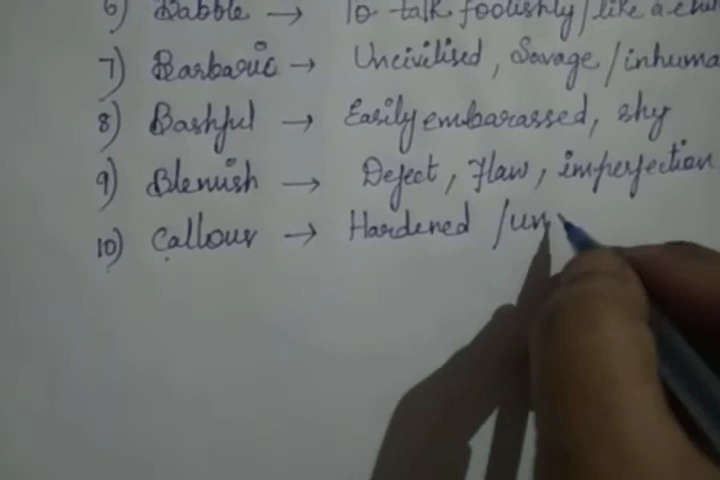 6) Babble → To talk foolishly/like a
7) Barbaric → Uncivilised, Savage/inhuma
8) Bashful → Easily embarassed, shy
9) Blemish → Defect, Flaw, imperfection
10) Callour → Hardened /un